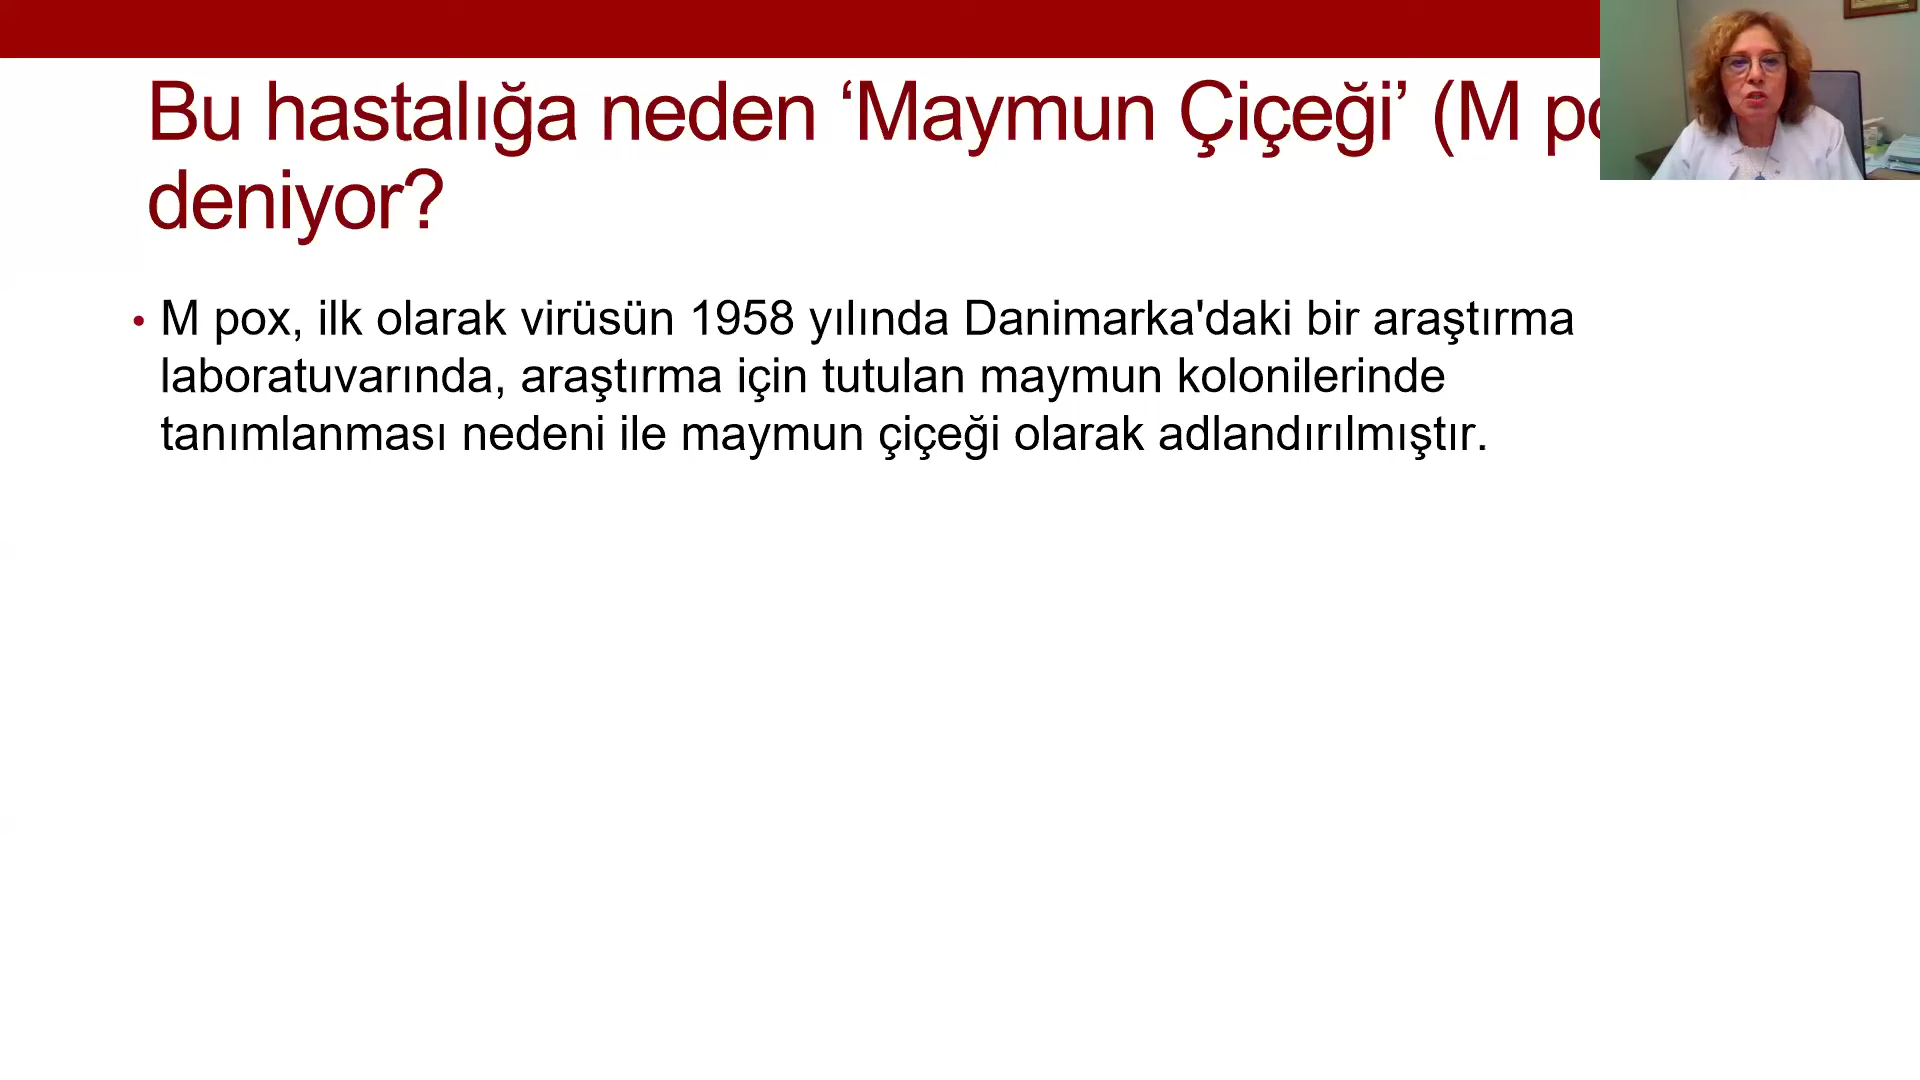 Bu hastalığa neden ‘Maymun Çiçeği’ (M
deniyor?
• M pox, ilk olarak virüsün 1958 yılında Danimarka'daki bir araştırma
laboratuvarında, araştırma için tutulan maymun kolonilerinde
tanımlanması nedeni ile maymun çiçeği olarak adlandırılmıştır.